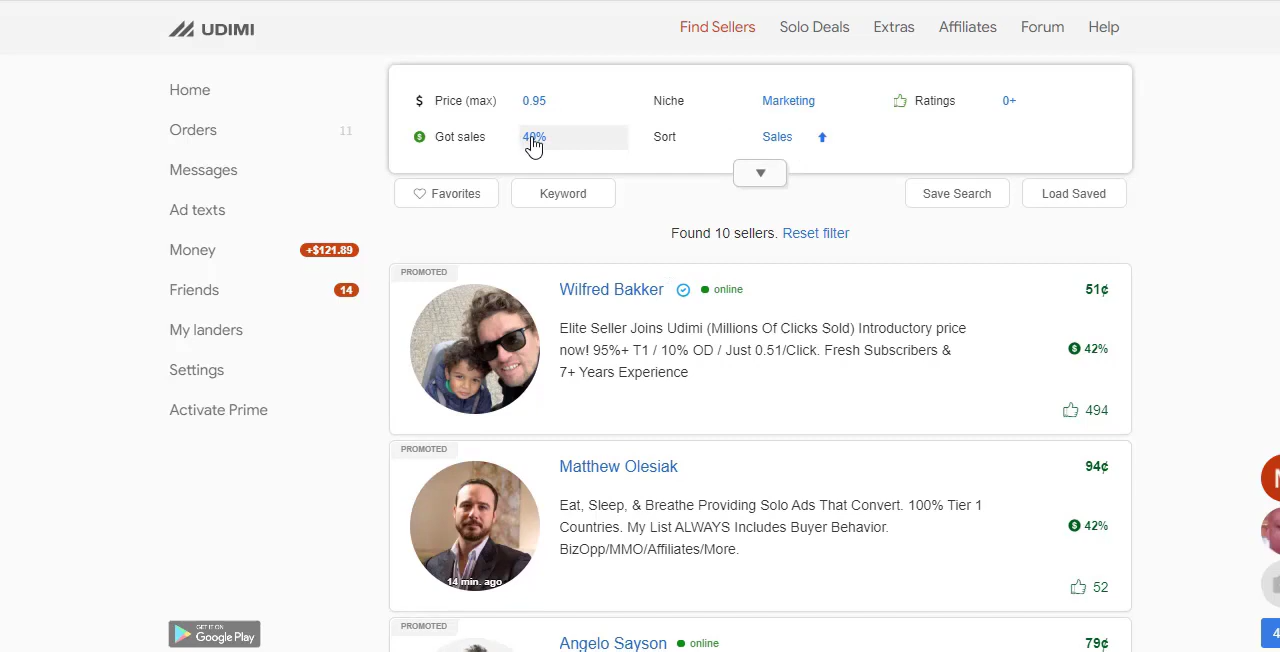 UDIMI
Find Sellers Solo Deals Extras Affiliates Forum Help
Home
Orders 11
Messages
Ad texts
Money +$121.89
Friends 14
My landers
Settings
Activate Prime
GET IT ON
Google Play
$ Price (max) 0.95 Niche Marketing Ratings 0+
$ Got sales 40% Sort Sales
Favorites Keyword Save Search Load Saved
Found 10 sellers. Reset filter
PROMOTED
Wilfred Bakker online 51¢
Elite Seller Joins Udimi (Millions Of Clicks Sold) Introductory price
now! 95%+ T1 / 10% OD / Just 0.51/Click. Fresh Subscribers &
7+ Years Experience
$ 42%
494
PROMOTED
Matthew Olesiak 94¢
Eat, Sleep, & Breathe Providing Solo Ads That Convert. 100% Tier 1
Countries. My List ALWAYS Includes Buyer Behavior.
BizOpp/MMO/Affiliates/More.
$ 42%
14 min. ago
52
PROMOTED
Angelo Sayson online 79¢
4